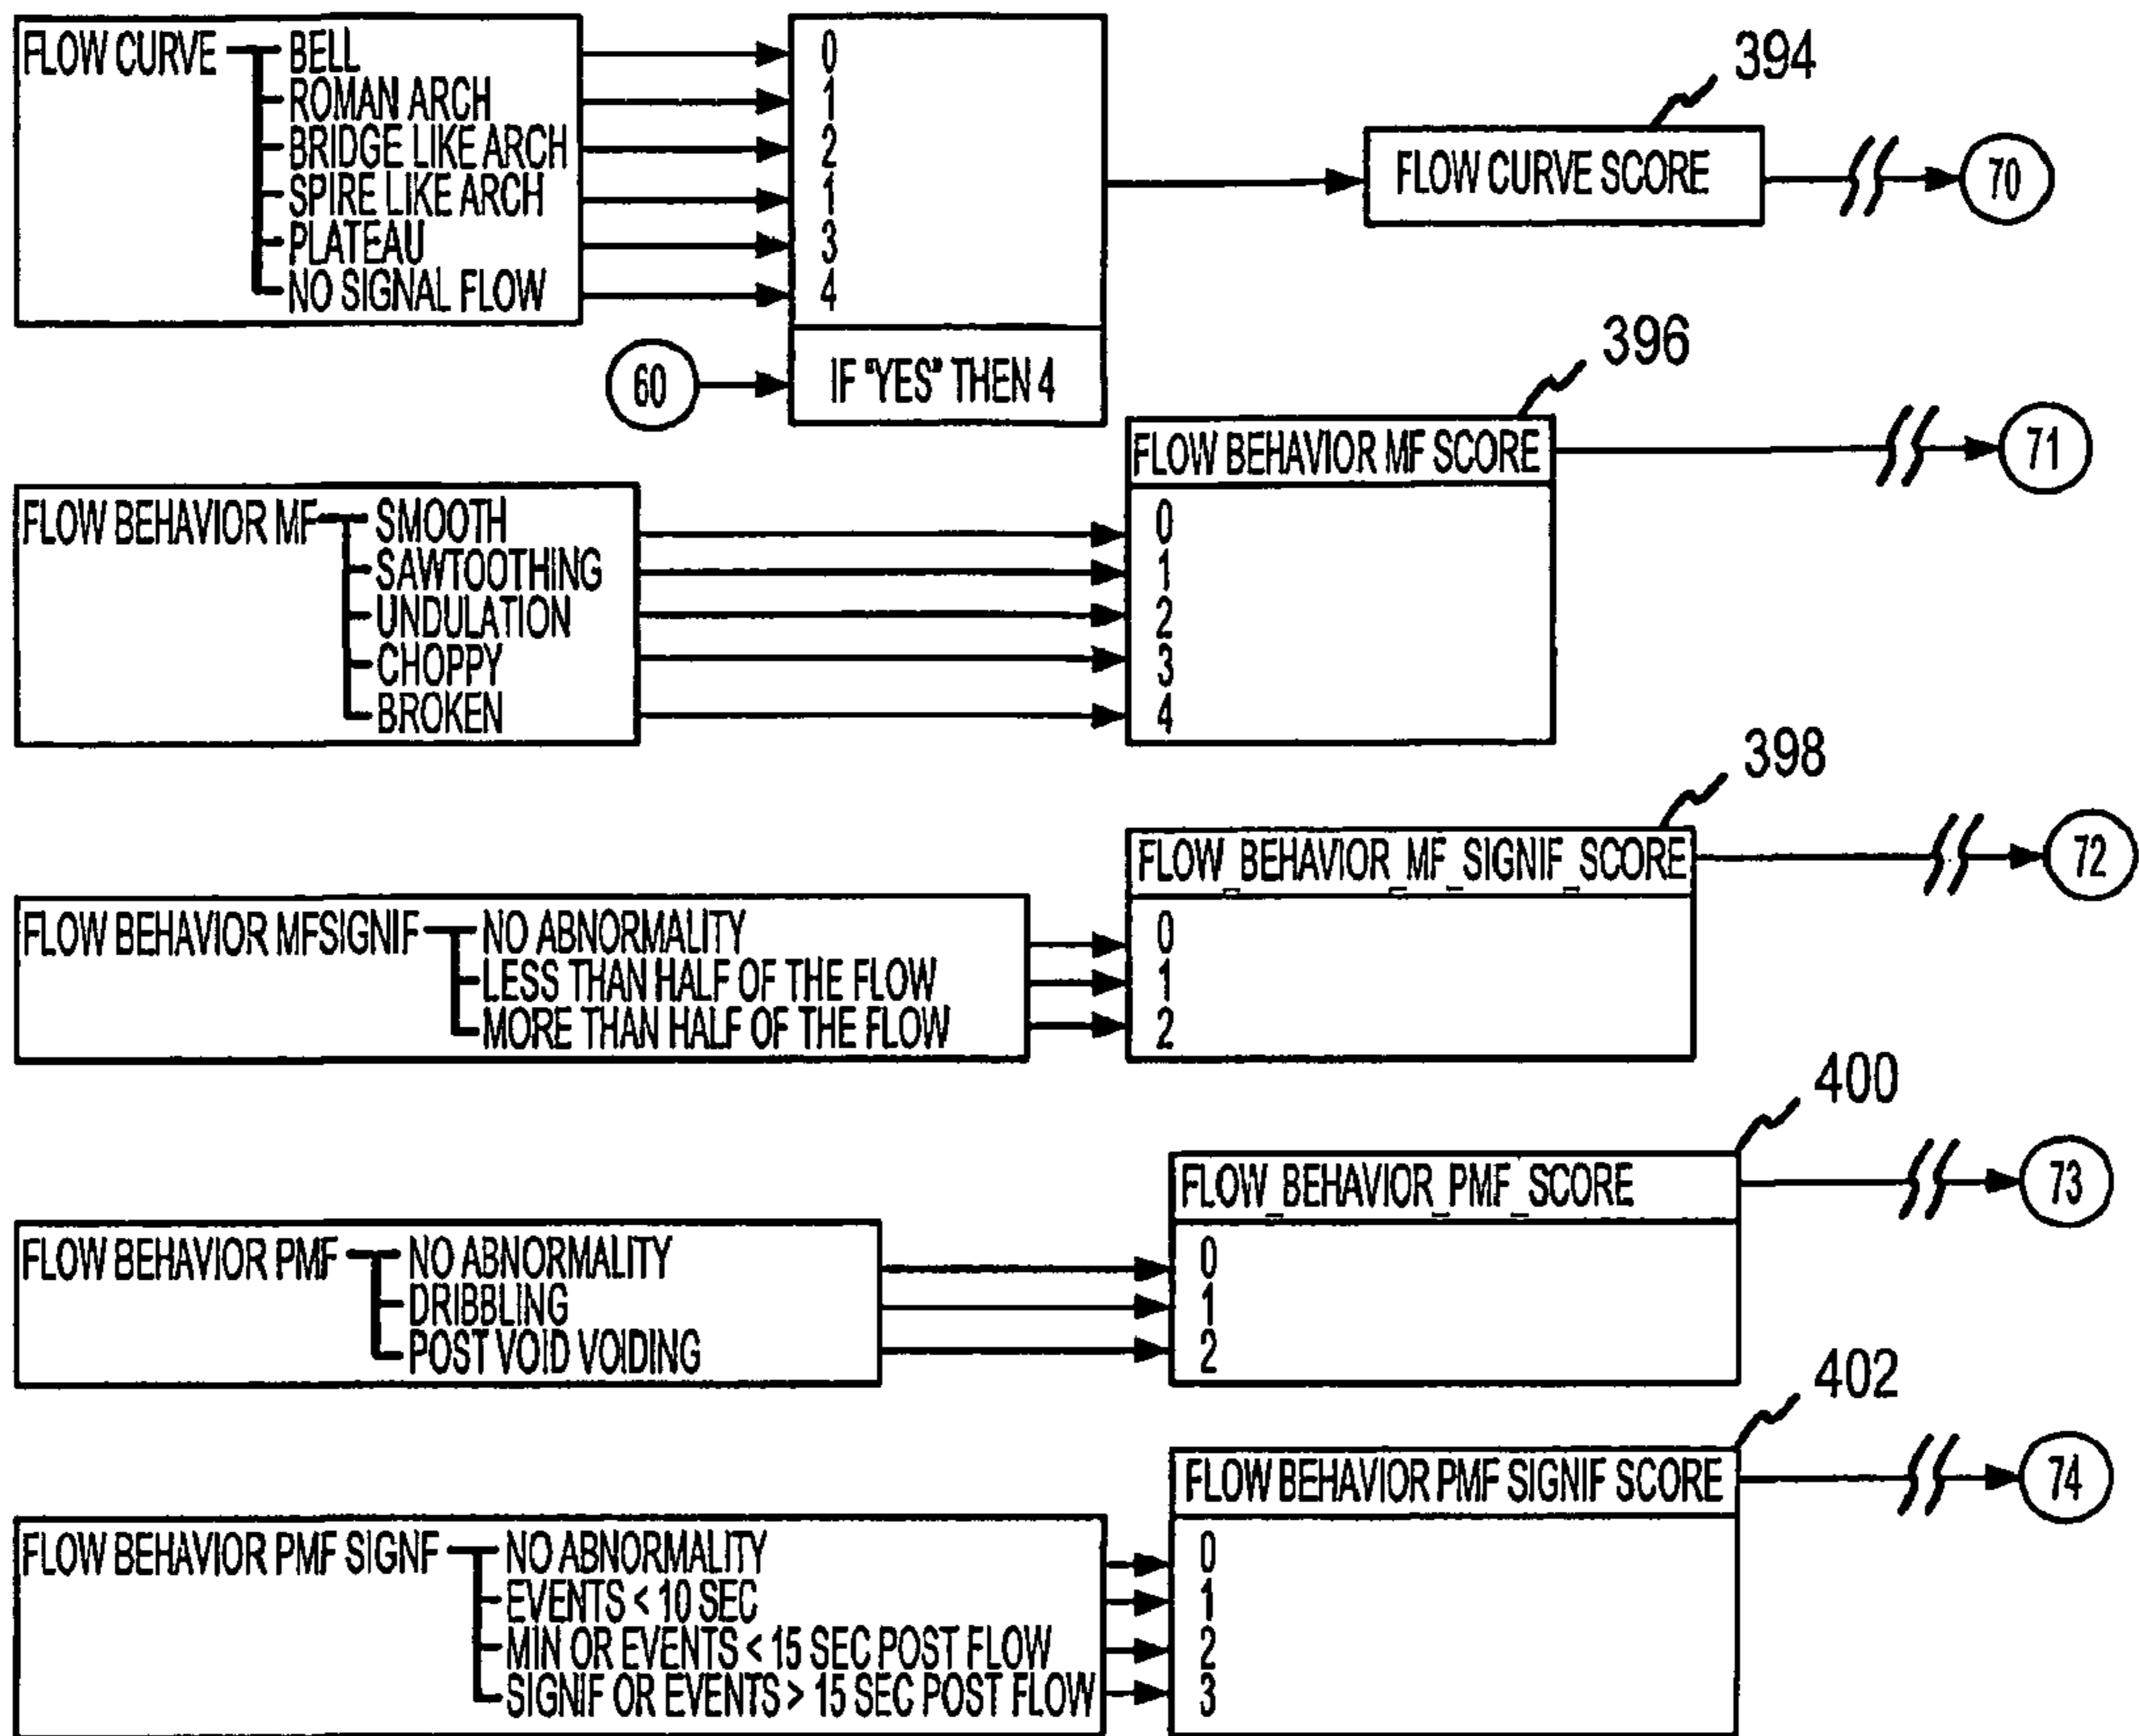 FLOW CURVE
BELL
ROMAN ARCH
BRIDGE LIKE ARCH
SPIRE LIKE ARCH
PLATEAU
NO SIGNAL FLOW
0
1
2
1
3
4
60
IF "YES" THEN 4
394
FLOW CURVE SCORE
70
396
FLOW BEHAVIOR MF SCORE
71
FLOW BEHAVIOR MF
SMOOTH
SAWTOOTHING
UNDULATION
CHOPPY
BROKEN
0
1
2
3
4
398
FLOW_BEHAVIOR_MF_SIGNIF_SCORE
72
FLOW BEHAVIOR MFSIGNIF
NO ABNORMALITY
LESS THAN HALF OF THE FLOW
MORE THAN HALF OF THE FLOW
0
1
2
400
FLOW_BEHAVIOR_PMF_SCORE
73
FLOW BEHAVIOR PMF
NO ABNORMALITY
DRIBBLING
POST VOID VOIDING
0
1
2
402
FLOW BEHAVIOR PMF SIGNIF SCORE
74
FLOW BEHAVIOR PMF SIGNF
NO ABNORMALITY
EVENTS < 10 SEC
MIN OR EVENTS < 15 SEC POST FLOW
SIGNIF OR EVENTS > 15 SEC POST FLOW
0
1
2
3